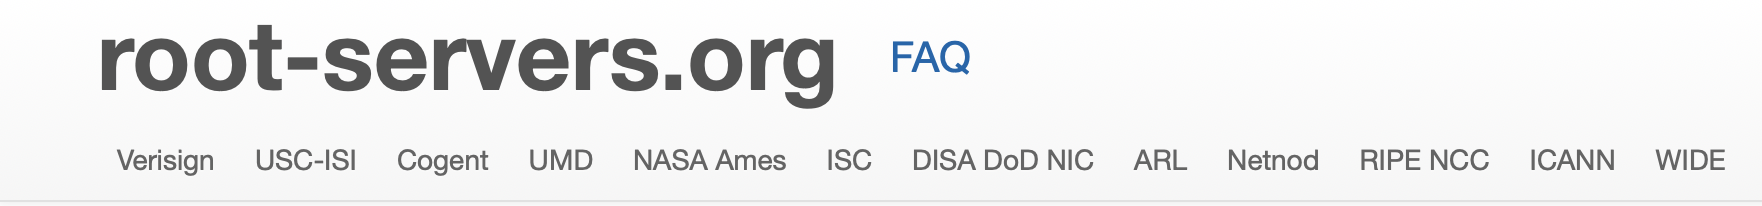 root-servers.org FAQ
Verisign USC-ISI Cogent UMD NASA Ames ISC DISA DoD NIC ARL Netnod RIPE NCC ICANN WIDE